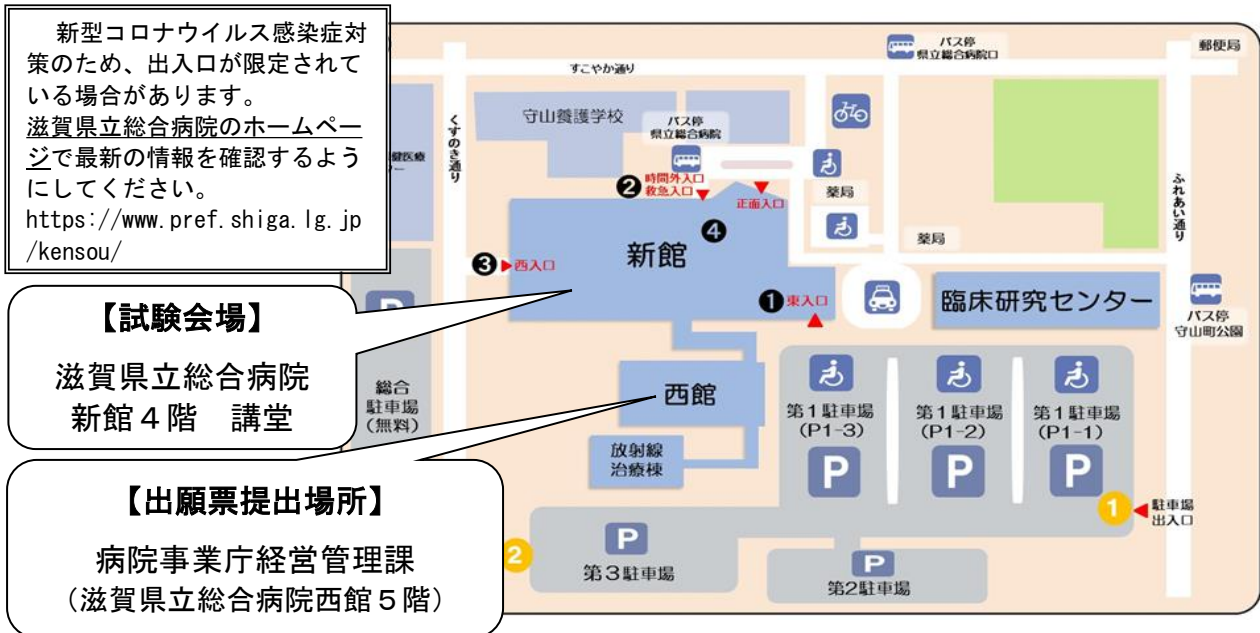 新型コロナウイルス感染症対
策のため、出入口が限定されて
いる場合があります。
滋賀県立総合病院のホームペー
ジで最新の情報を確認するよう
にしてください。
https://www.pref.shiga.lg.jp
/kensou/
バス停
県立総合病院口
郵便局
すこやか通り
くすのき通り
守山養護学校
バス停
県立総合病院
健医療
❷
時間外入口
救急入口
正面入口
薬局
ふれあい通り
❹
新館
薬局
❸
西入口
❶
東入口
臨床研究センター
バス停
守山町公園
【試験会場】
滋賀県立総合病院
新館４階 講堂
P
総合
駐車場
(無料)
西館
放射線
治療棟
第1駐車場
(P1-3)
P
第1駐車場
(P1-2)
P
第1駐車場
(P1-1)
P
1
駐車場
出入口
【出願票提出場所】
病院事業庁経営管理課
（滋賀県立総合病院西館５階）
2
P
第3駐車場
P
第2駐車場